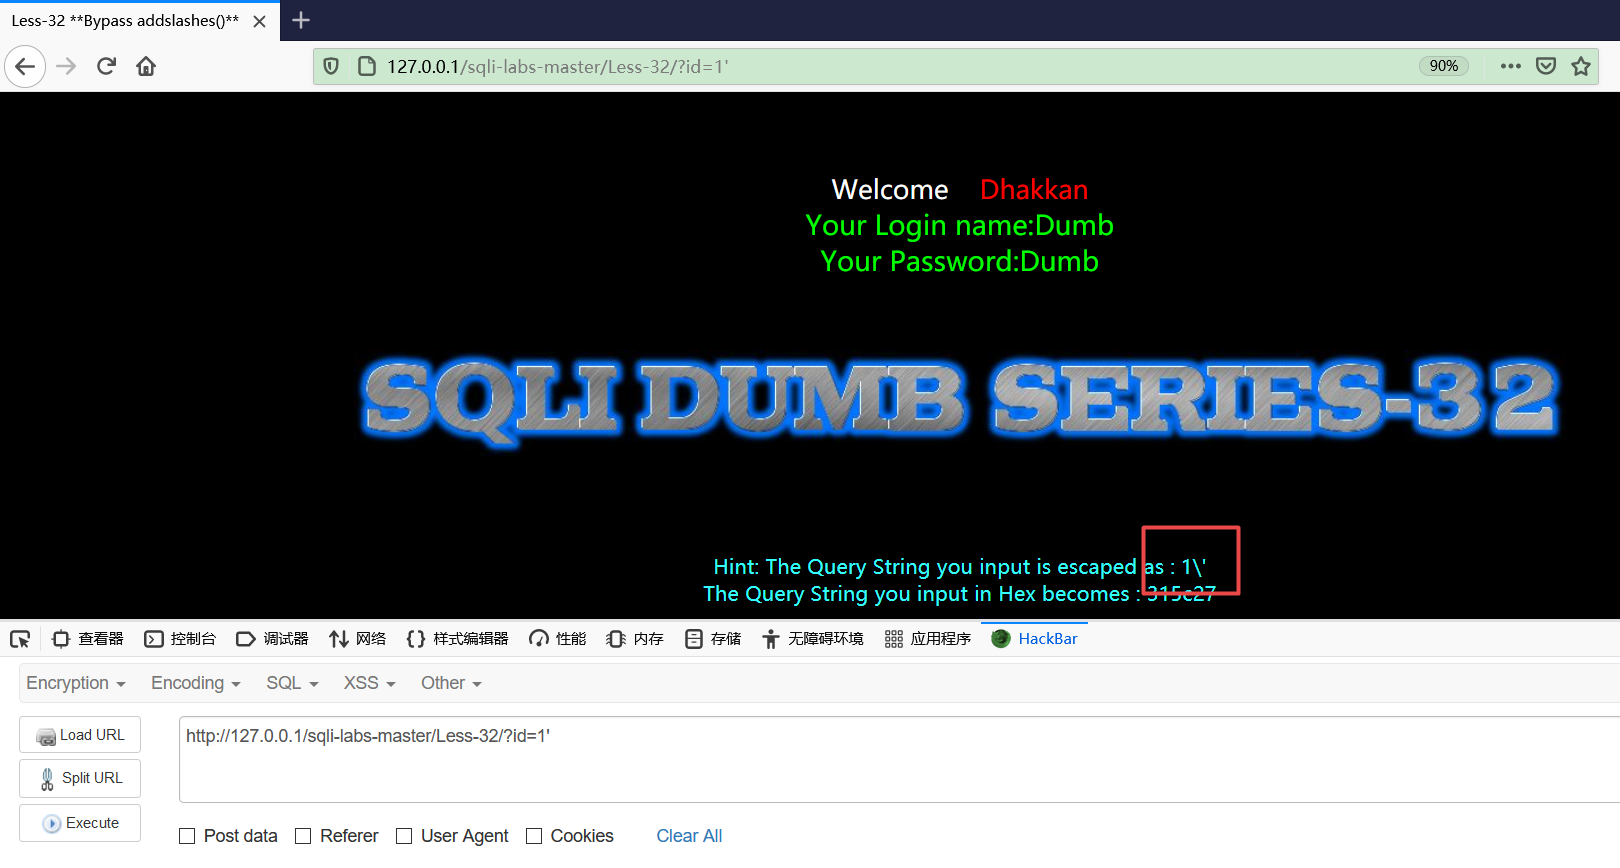 Less-32 **Bypass addslashes()**
127.0.0.1/sqli-labs-master/Less-32/?id=1' 90%
Welcome Dhakkan
Your Login name:Dumb
Your Password:Dumb
SQLI DUMB SERIES-32
Hint: The Query String you input is escaped as : 1\'
The Query String you input in Hex becomes : 315c27
查看器 控制台 调试器 网络 样式编辑器 性能 内存 存储 无障碍环境 应用程序 HackBar
Encryption Encoding SQL XSS Other
Load URL
http://127.0.0.1/sqli-labs-master/Less-32/?id=1'
Split URL
Execute
Post data Referer User Agent Cookies Clear All